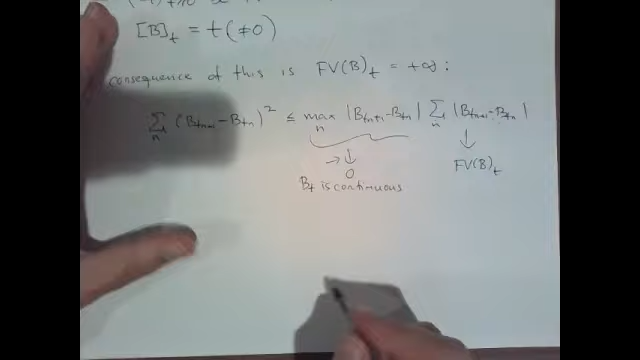 [B]_t = t (≠0)
consequence of this is FV(B)_t = +∞ :
∑_n (B_{t_{n+1}} - B_{t_n})^2 ≤ max_n |B_{t_{n+1}} - B_{t_n}| ∑_n |B_{t_{n+1}} - B_{t_n}|
→ ↓ ↓
0 FV(B)_t
B_t is continuous